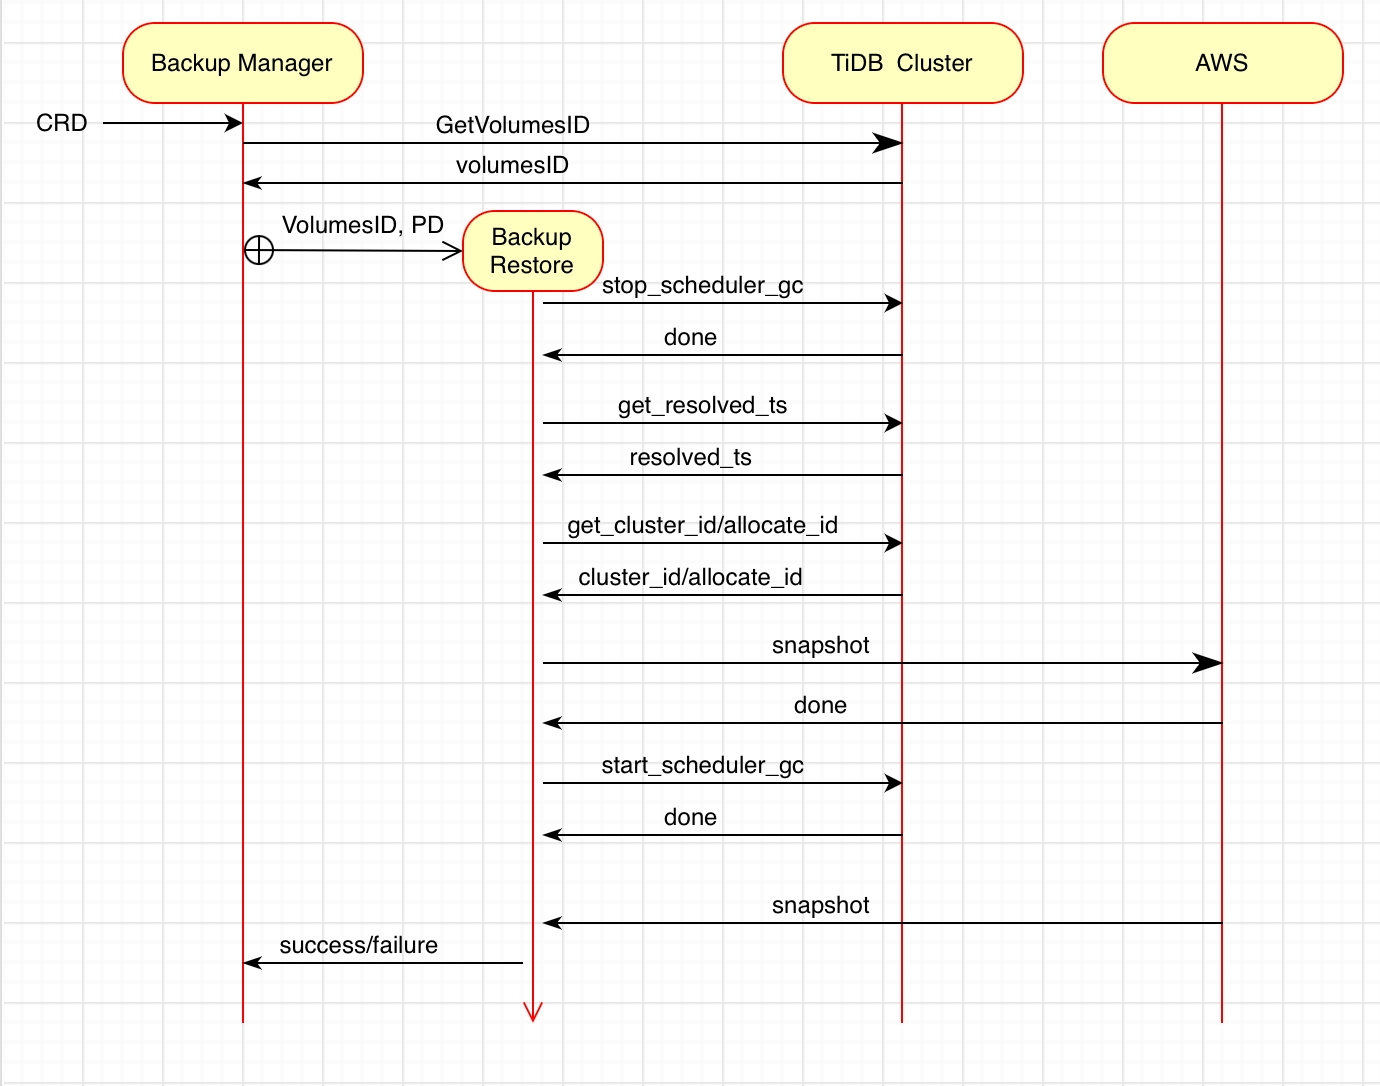 Backup Manager
TiDB  Cluster
AWS
CRD
GetVolumesID
volumesID
VolumesID, PD
Backup
Restore
stop_scheduler_gc
done
get_resolved_ts
resolved_ts
get_cluster_id/allocate_id
cluster_id/allocate_id
snapshot
done
start_scheduler_gc
done
snapshot
success/failure